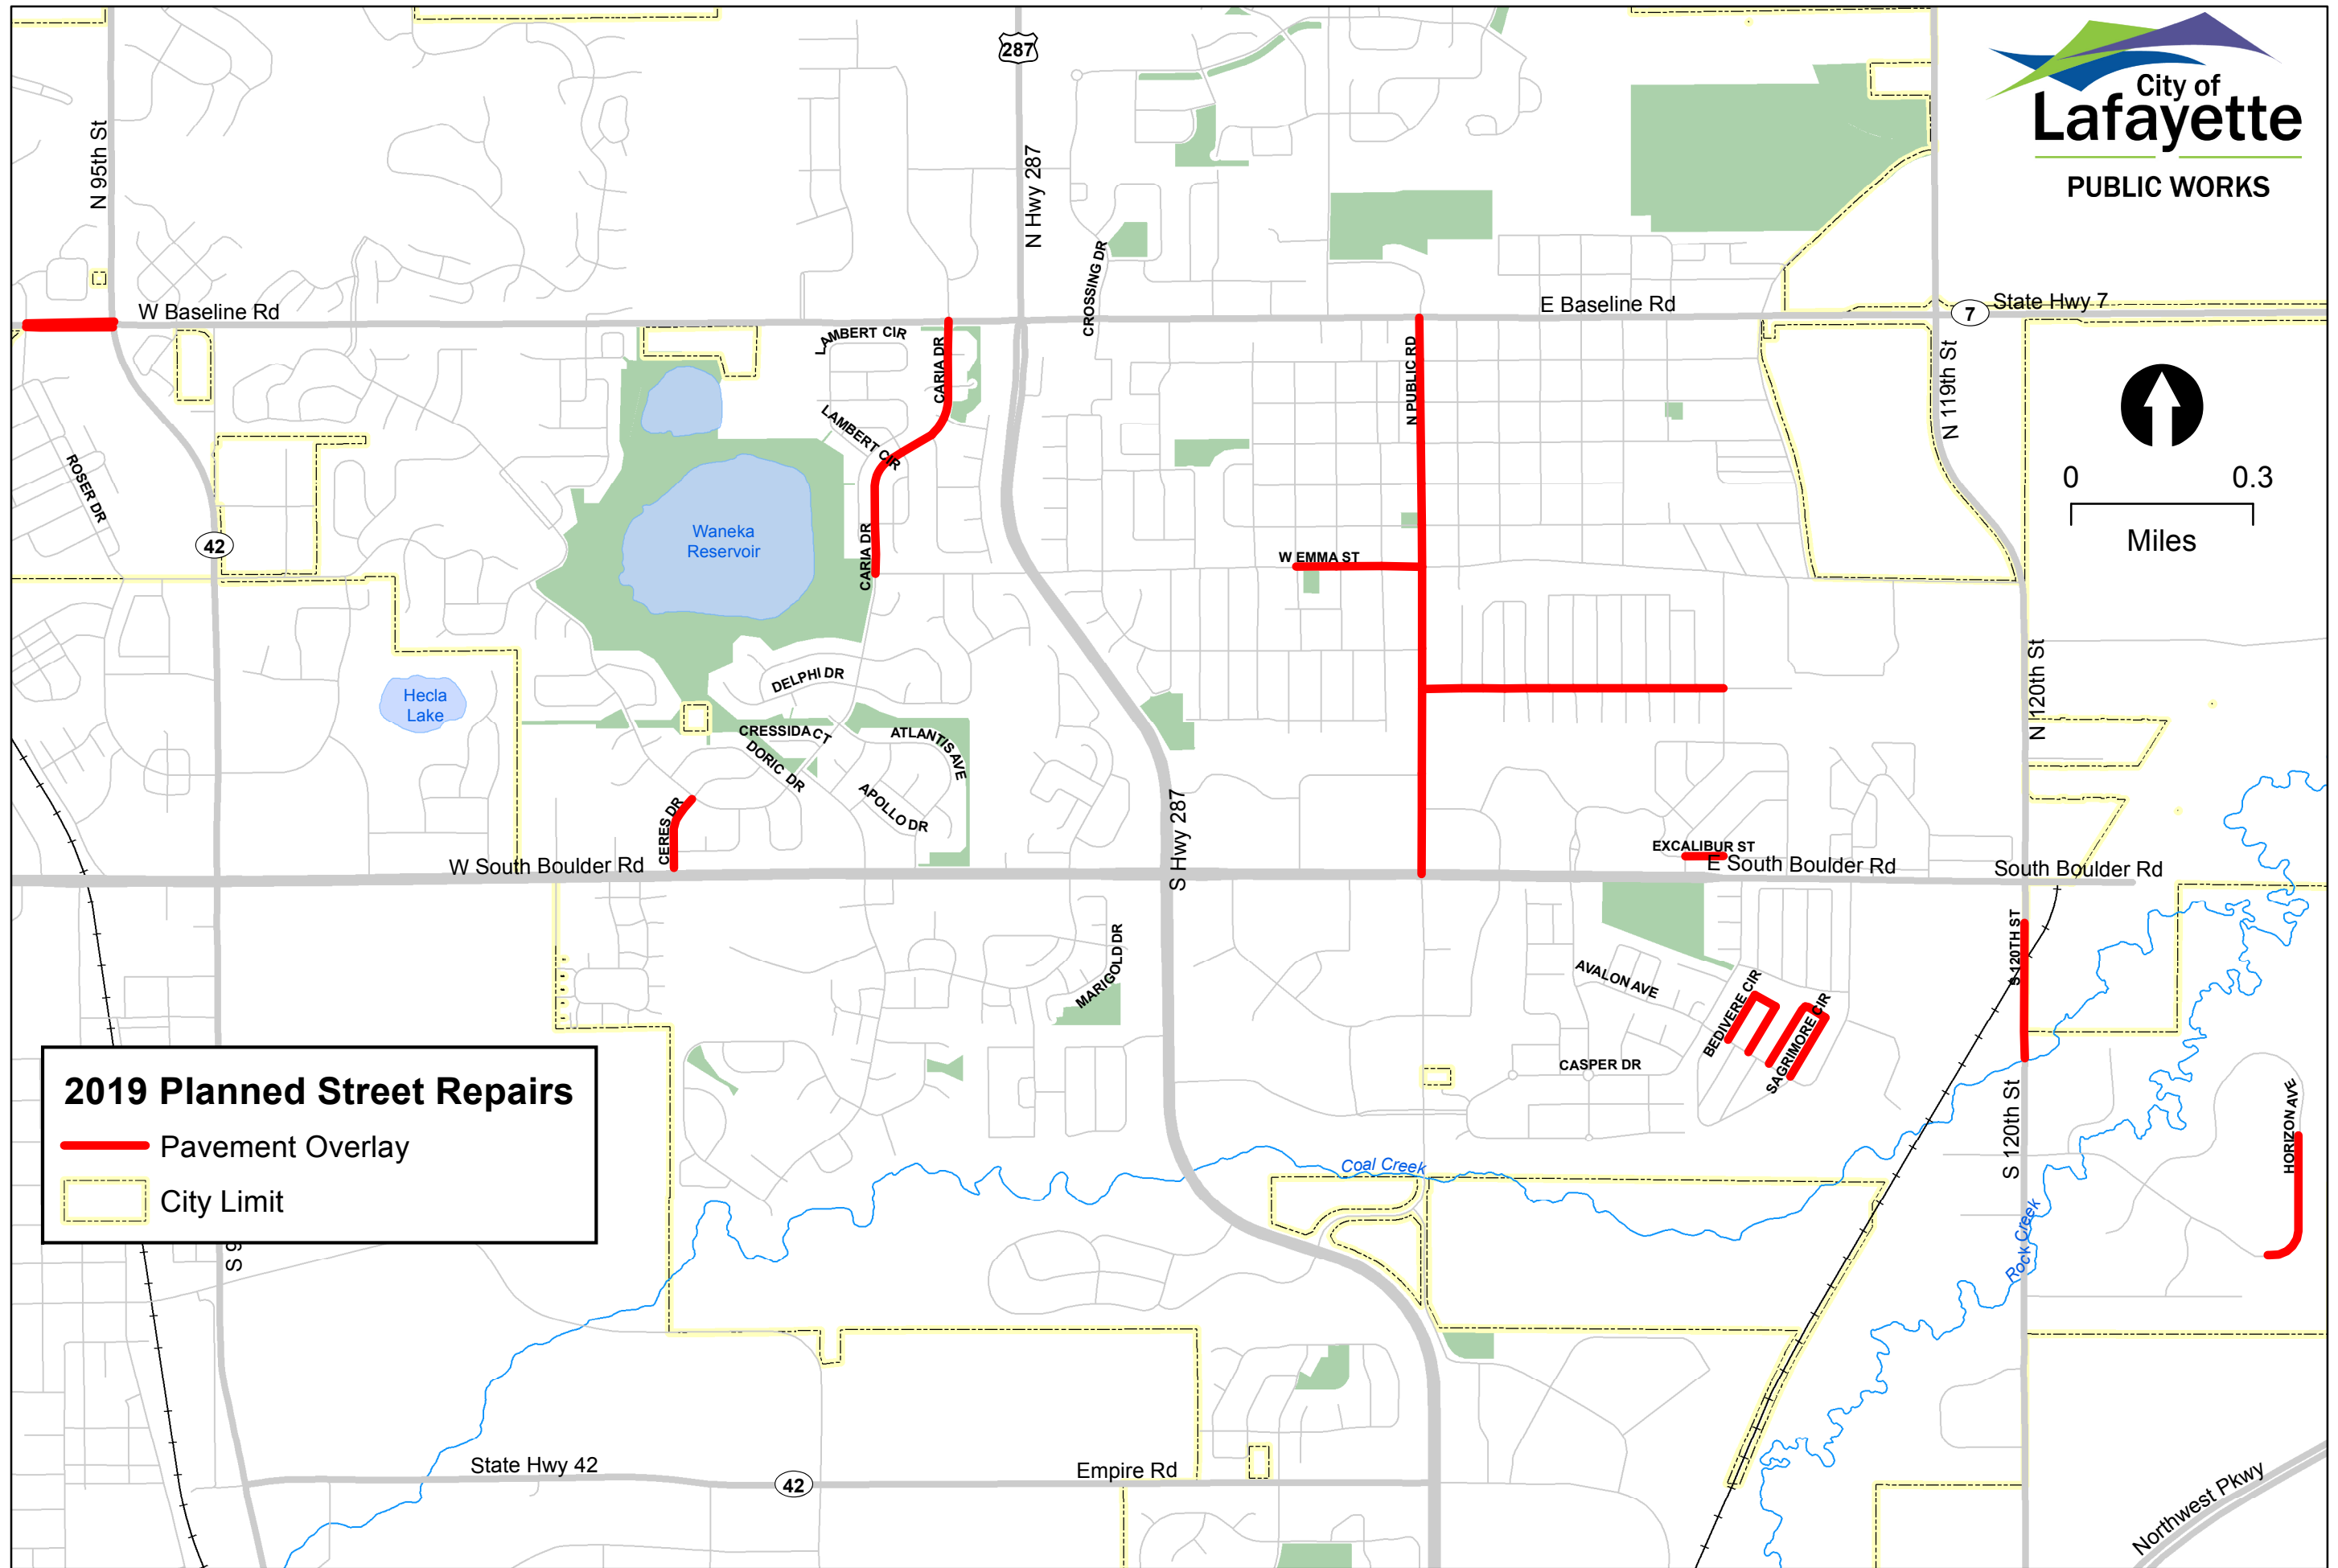 287
City of
Lafayette
PUBLIC WORKS
N 95th St
N Hwy 287
CROSSING DR
W Baseline Rd
E Baseline Rd
State Hwy 7
7
LAMBERT CIR
CARIA DR
N PUBLIC RD
N 119th St
LAMBERT CIR
ROSER DR
0 0.3
Miles
42
Waneka
Reservoir
CARIA DR
W EMMA ST
Hecla
Lake
DELPHI DR
N 120th St
CRESSIDA CT
ATLANTIS AVE
DORIC DR
APOLLO DR
CERES DR
S Hwy 287
EXCALIBUR ST
W South Boulder Rd
E South Boulder Rd
South Boulder Rd
MARIGOLD DR
S 120TH ST
AVALON AVE
BEDIVERE CIR
SAGRIMORE CIR
CASPER DR
2019 Planned Street Repairs
Pavement Overlay
City Limit
S 120th St
HORIZON AVE
Coal Creek
Rock Creek
S 9
State Hwy 42
42
Empire Rd
Northwest Pkwy